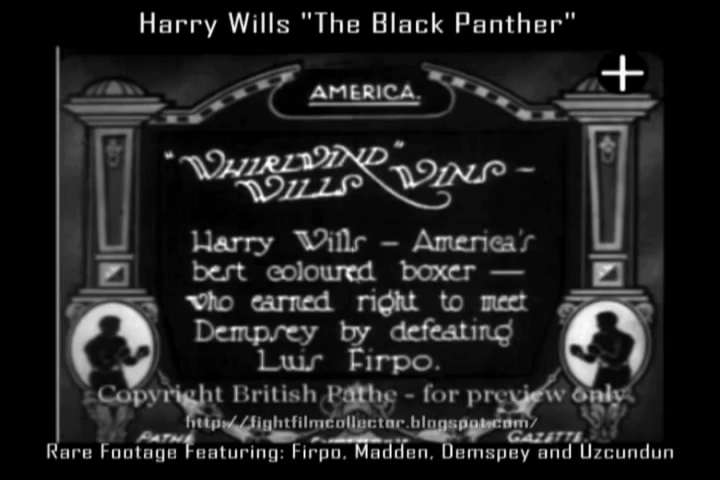 Harry Wills "The Black Panther"
AMERICA.
"WHIRLWIND" WINS –
WILLS
Harry Wills – America's
best coloured boxer —
who earned right to meet
Dempsey by defeating
Luis Firpo.
Copyright British Pathe - for preview only
http://fightfilmcollector.blogspot.com/
PATHE GAZETTE
Rare Footage Featuring: Firpo, Madden, Demspey and Uzcundun